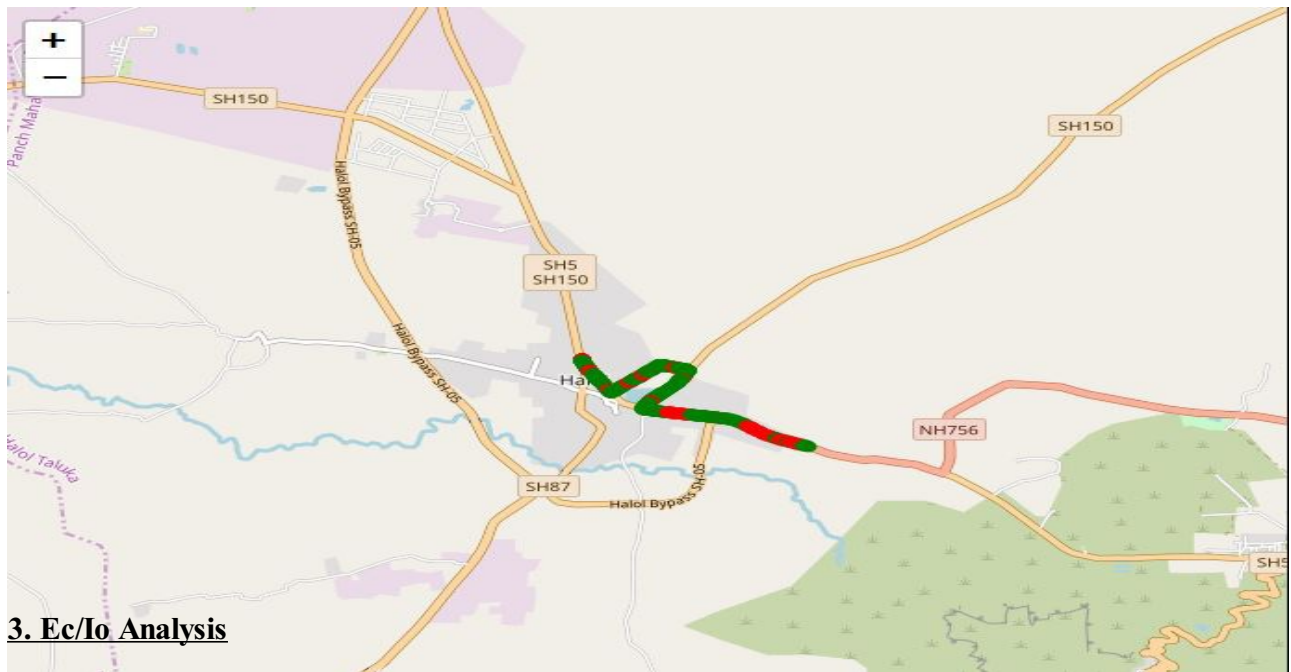 +
−
SH150
Panch Maha
2
SH150
Halol Bypass SH-05
SH5
SH150
Halol Bypass SH-05
Ha
NH756
Halol Taluka
SH87
Halol Bypass SH-05
SH5
3. Ec/Io Analysis